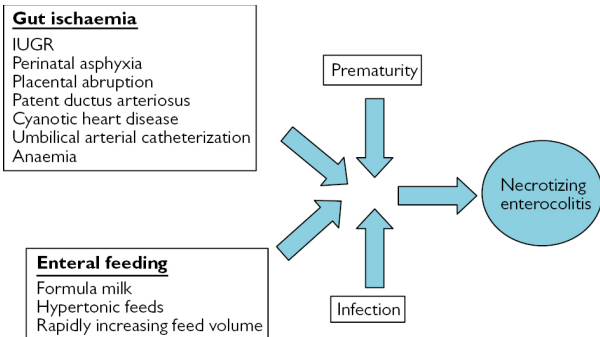 Gut ischaemia
IUGR
Perinatal asphyxia
Placental abruption
Patent ductus arteriosus
Cyanotic heart disease
Umbilical arterial catheterization
Anaemia
Prematurity
Necrotizing
enterocolitis
Enteral feeding
Formula milk
Hypertonic feeds
Rapidly increasing feed volume
Infection